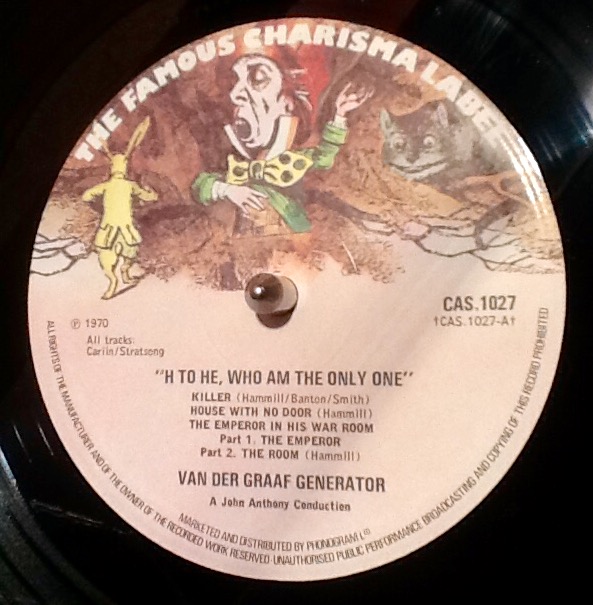 THE FAMOUS CHARISMA LABEL
CAS.1027
†CAS. 1027-A†
℗ 1970
All tracks:
Carlin/Stratsong
"H TO HE, WHO AM THE ONLY ONE"
KILLER (Hammill/Banton/Smith)
HOUSE WITH NO DOOR (Hammill)
THE EMPEROR IN HIS WAR ROOM
Part 1. THE EMPEROR
Part 2. THE ROOM (Hammill)
VAN DER GRAAF GENERATOR
A John Anthony Conduction
MARKETED AND DISTRIBUTED BY PHONOGRAM
ALL RIGHTS OF THE MANUFACTURER AND OF THE OWNER OF THE RECORDED WORK RESERVED·UNAUTHORISED PUBLIC PERFORMANCE BROADCASTING AND COPYING OF THIS RECORD PROHIBITED